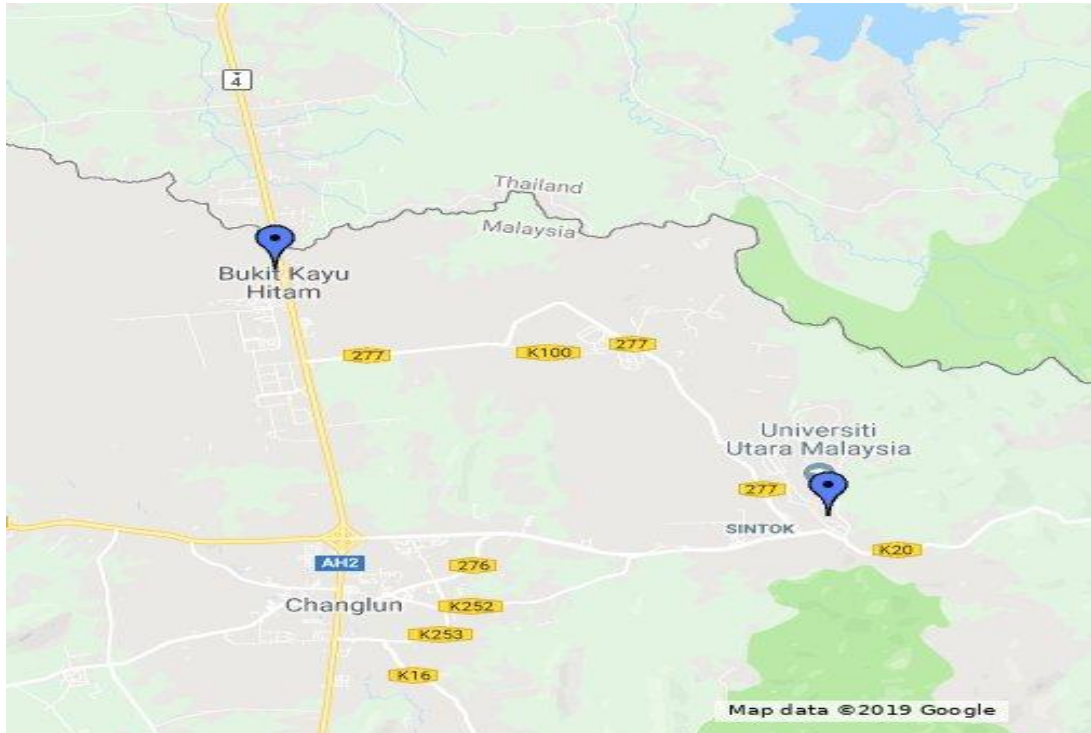 4
Thailand
Malaysia
Bukit Kayu
Hitam
277
K100
277
Universiti
Utara Malaysia
277
SINTOK
K20
AH2
276
Changlun
K252
K253
K16
Map data ©2019 Google